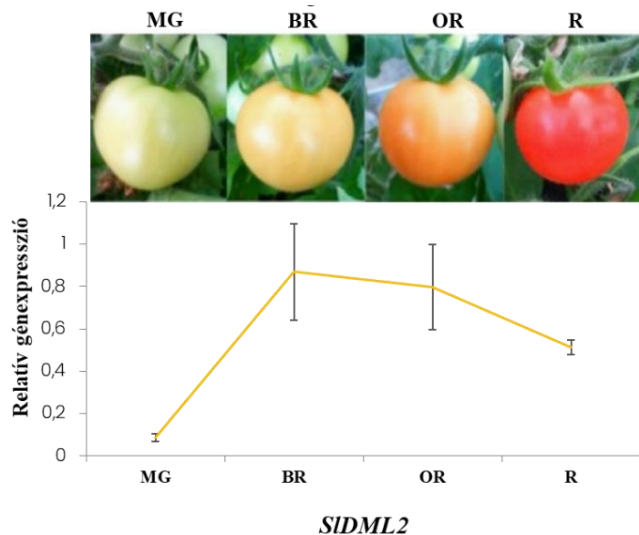 MG BR OR R
1,2
1
0,8
0,6
0,4
0,2
0
Relatív génexpresszió
MG BR OR R
SlDML2